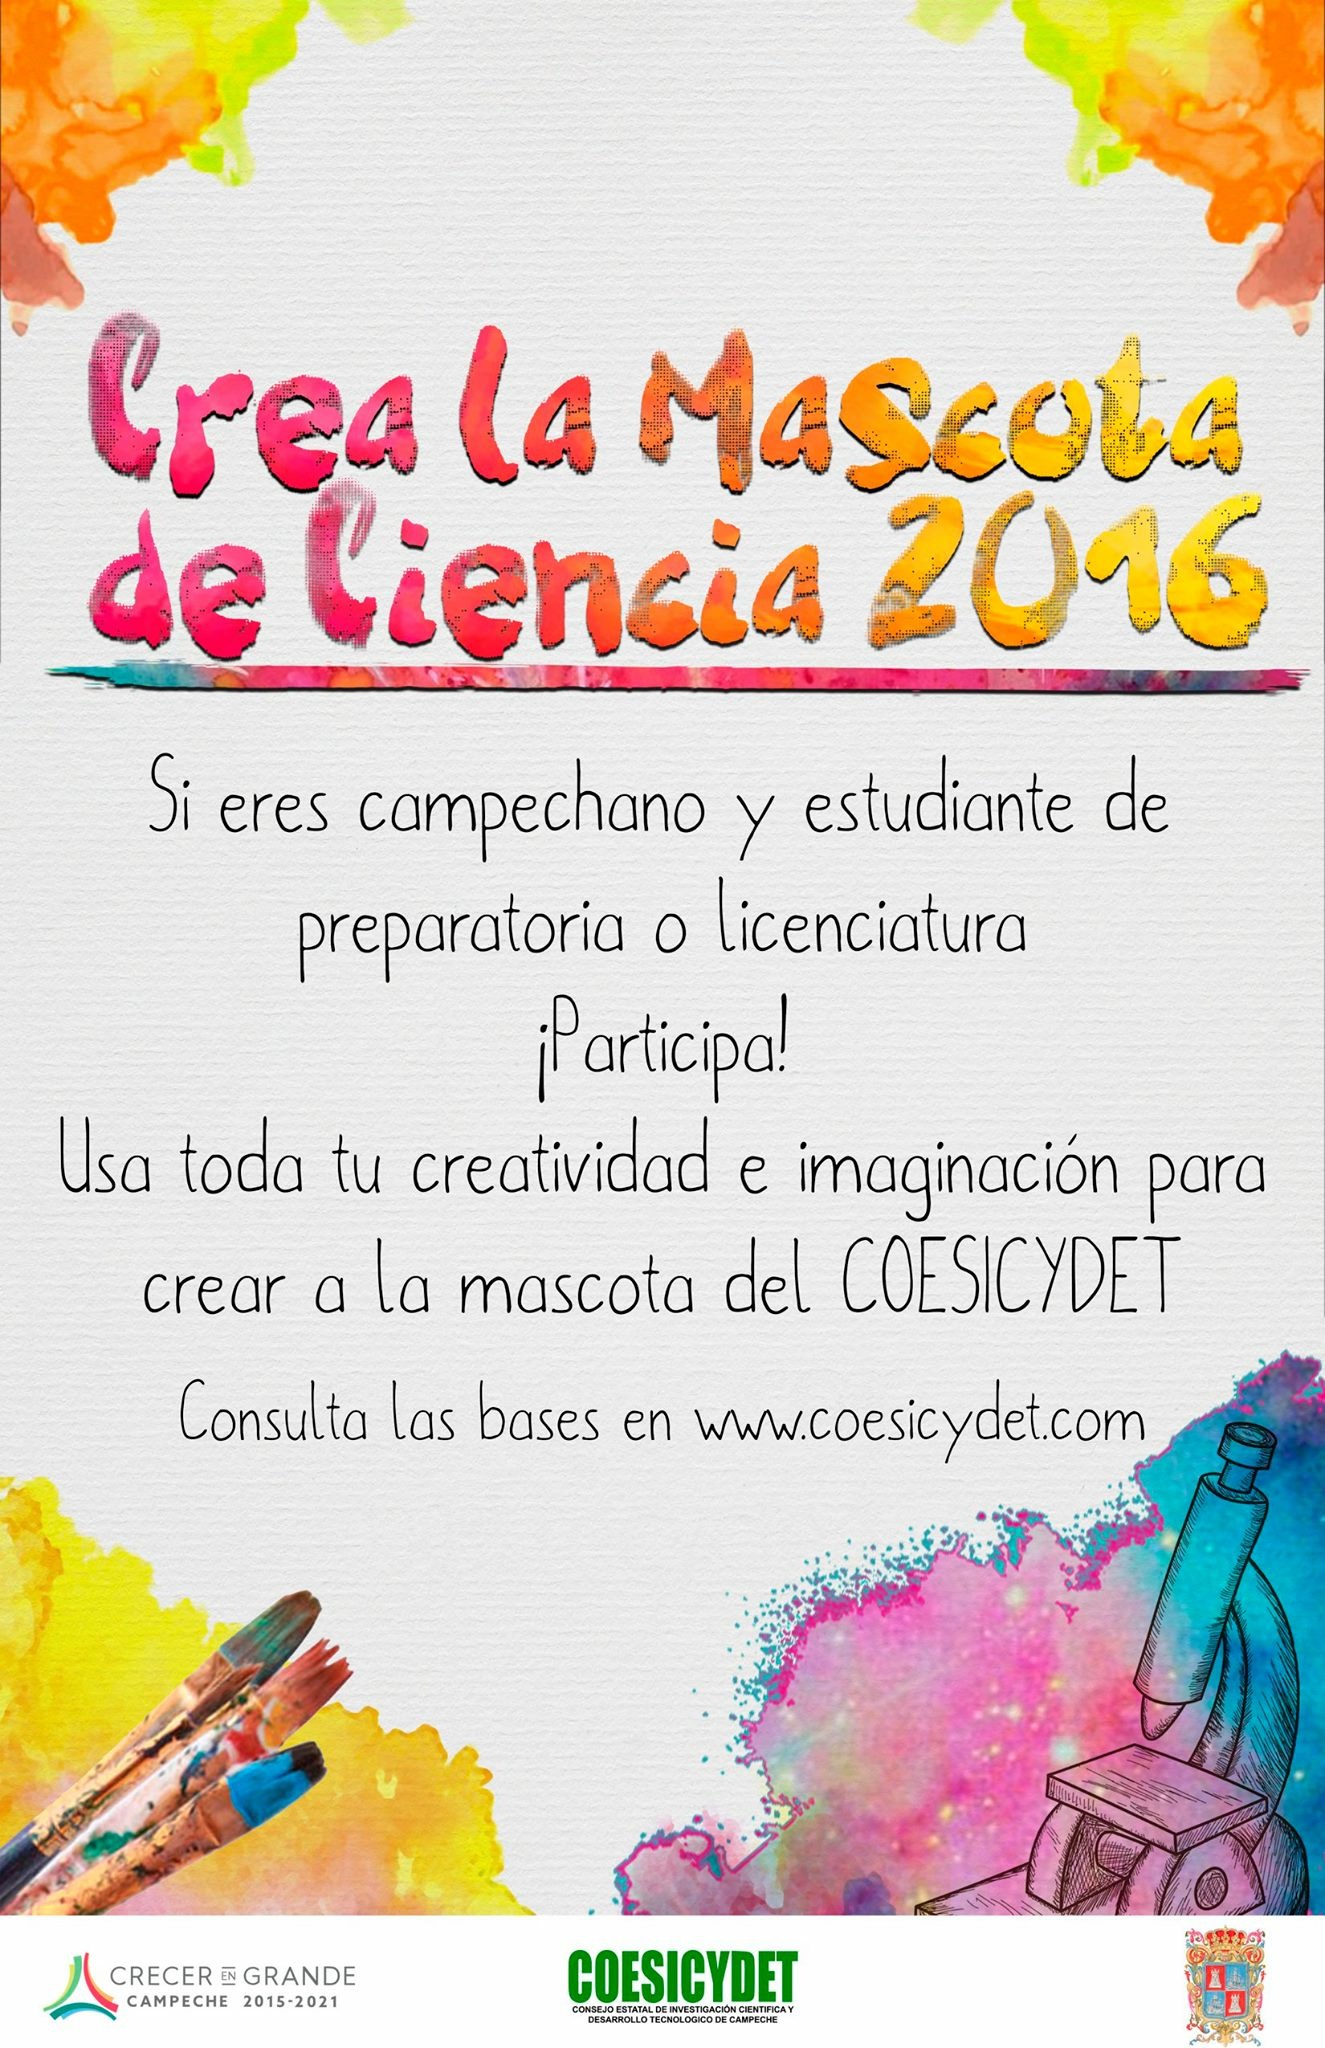 Crea la Mascota
de Ciencia 2016
Si eres campechano y estudiante de
preparatoria o licenciatura
¡Participa!
Usa toda tu creatividad e imaginación para
crear a la mascota del COESICYDET
Consulta las bases en www.coesicydet.com
CRECER EN GRANDE
CAMPECHE 2015-2021
COESICYDET
CONSEJO ESTATAL DE INVESTIGACIÓN CIENTIFICA Y
DESARROLLO TECNOLOGICO DE CAMPECHE